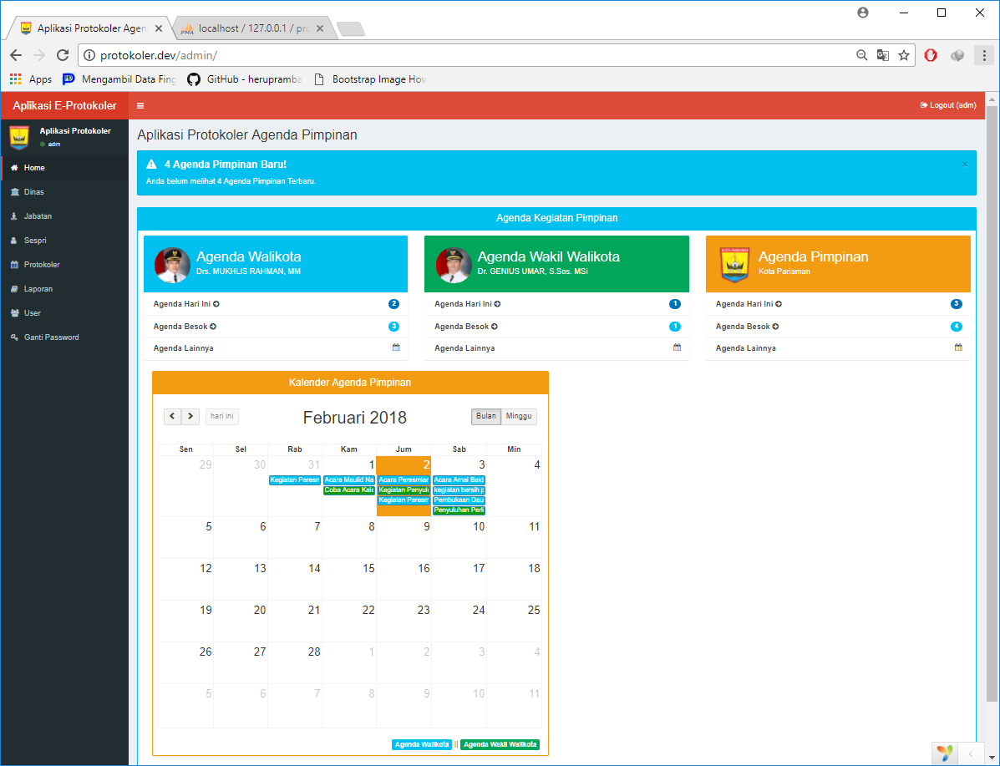 Aplikasi Protokoler Agen
localhost / 127.0.0.1 / pro
protokoler.dev/admin/
Apps
Mengambil Data Fing
GitHub - herupramba
Bootstrap Image Hov
Aplikasi E-Protokoler
Logout (adm)
Aplikasi Protokoler
adm
Home
Dinas
Jabatan
Sespri
Protokoler
Laporan
User
Ganti Password
Aplikasi Protokoler Agenda Pimpinan
4 Agenda Pimpinan Baru!
×
Anda belum melihat 4 Agenda Pimpinan Terbaru.
Agenda Kegiatan Pimpinan
Agenda Walikota
Drs. MUKHLIS RAHMAN, MM
Agenda Hari Ini 2
Agenda Besok 3
Agenda Lainnya
Agenda Wakil Walikota
Dr. GENIUS UMAR, S.Sos. MSi
Agenda Hari Ini 1
Agenda Besok 1
Agenda Lainnya
Agenda Pimpinan
Kota Pariaman
Agenda Hari Ini 3
Agenda Besok 4
Agenda Lainnya
Kalender Agenda Pimpinan
hari ini
Februari 2018
Bulan Minggu
Sen Sel Rab Kam Jum Sab Min
29 30 31 1 2 3 4
Kegiatan Peresm Acara Maulid Na Acara Peresmian Acara Amal Bakt
Coba Acara Kale Kegiatan Penyulu kegiatan bersih p
Kegiatan Peresm Pembukaan Dau
Penyuluhan Perli
5 6 7 8 9 10 11
12 13 14 15 16 17 18
19 20 21 22 23 24 25
26 27 28 1 2 3 4
5 6 7 8 9 10 11
Agenda Walikota || Agenda Wakil Walikota